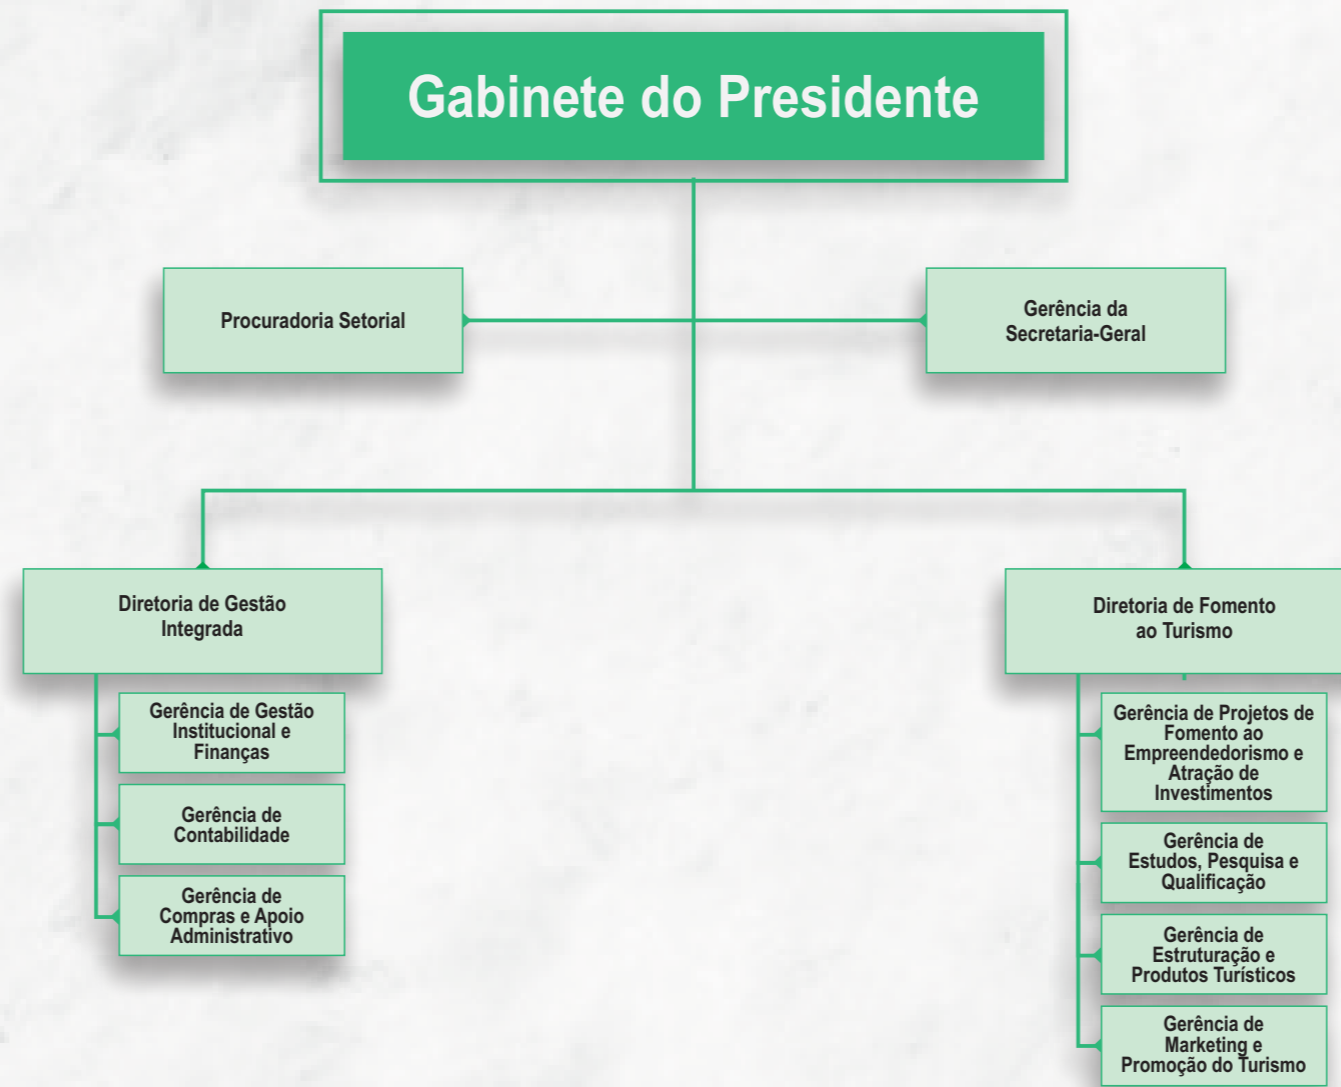 Gabinete do Presidente
Procuradoria Setorial
Gerência da
Secretaria-Geral
Diretoria de Gestão
Integrada
Gerência de Gestão
Institucional e
Finanças
Gerência de
Contabilidade
Gerência de
Compras e Apoio
Administrativo
Diretoria de Fomento
ao Turismo
Gerência de Projetos de
Fomento ao
Empreendedorismo e
Atração de
Investimentos
Gerência de
Estudos, Pesquisa e
Qualificação
Gerência de
Estruturação e
Produtos Turísticos
Gerência de
Marketing e
Promoção do Turismo